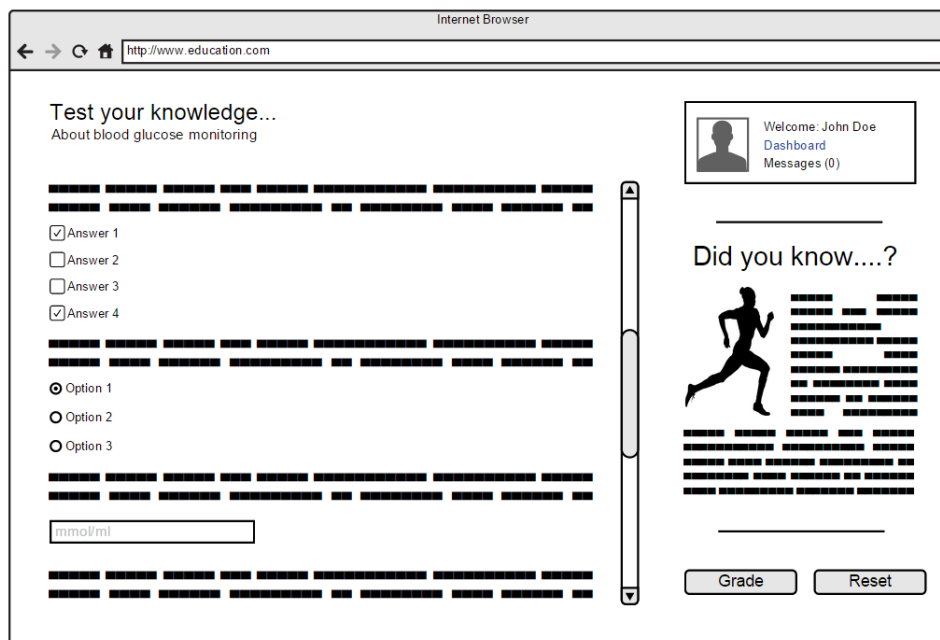 Internet Browser
http://www.education.com
Test your knowledge...
About blood glucose monitoring
Answer 1
Answer 2
Answer 3
Answer 4
Option 1
Option 2
Option 3
mmol/ml
Welcome: John Doe
Dashboard
Messages (0)
Did you know....?
Grade
Reset